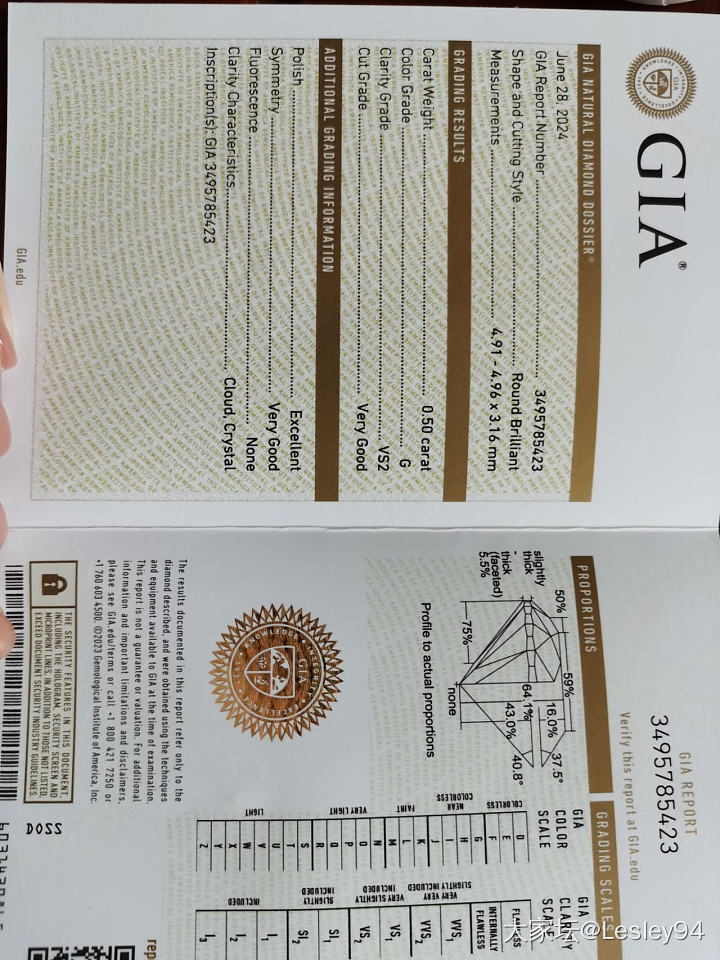 GIA®
GIA NATURAL DIAMOND DOSSIER®
June 28, 2024
GIA Report Number 3495785423
Shape and Cutting Style Round Brilliant
Measurements 4.91 - 4.96 x 3.16 mm
GRADING RESULTS
Carat Weight 0.50 carat
Color Grade G
Clarity Grade VS2
Cut Grade Very Good
ADDITIONAL GRADING INFORMATION
Polish Excellent
Symmetry Very Good
Fluorescence None
Clarity Characteristics Cloud, Crystal
Inscription(s): GIA 3495785423
GIA.edu
GIA REPORT
3495785423
Verify this report at GIA.edu
PROPORTIONS
50%
59%
37.5°
16.0%
slightly
thick
-
thick
(faceted)
5.5%
64.1%
43.0%
40.8°
75%
none
Profile to actual proportions
GRADING SCALES
GIA
COLOR
SCALE
COLORLESS
D
E
F
NEAR
COLORLESS
G
H
I
J
FAINT
K
L
M
VERY LIGHT
N
O
P
Q
R
LIGHT
S
T
U
V
W
X
Y
Z
GIA
CLARITY
SCALE
FLAWLESS
INTERNALLY
FLAWLESS
VERY VERY
SLIGHTLY INCLUDED
VVS1
VVS2
VERY SLIGHTLY
INCLUDED
VS1
VS2
SLIGHTLY
INCLUDED
SI1
SI2
INCLUDED
I1
I2
I3
The results documented in this report refer only to the
diamond described, and were obtained using the techniques
and equipment available to GIA at the time of examination.
This report is not a guarantee or valuation. For additional
information and important limitations and disclaimers,
please see GIA.edu/terms or call +1 800 421 7250 or
+1 760 603 4500. ©2023 Gemological Institute of America, Inc.
THE SECURITY FEATURES IN THIS DOCUMENT,
INCLUDING THE HOLOGRAM, SECURITY SCREEN AND
MICROPRINT LINES, IN ADDITION TO THOSE NOT LISTED,
EXCEED DOCUMENT SECURITY INDUSTRY GUIDELINES.
DOSS
rep
大家坛@Lesley94